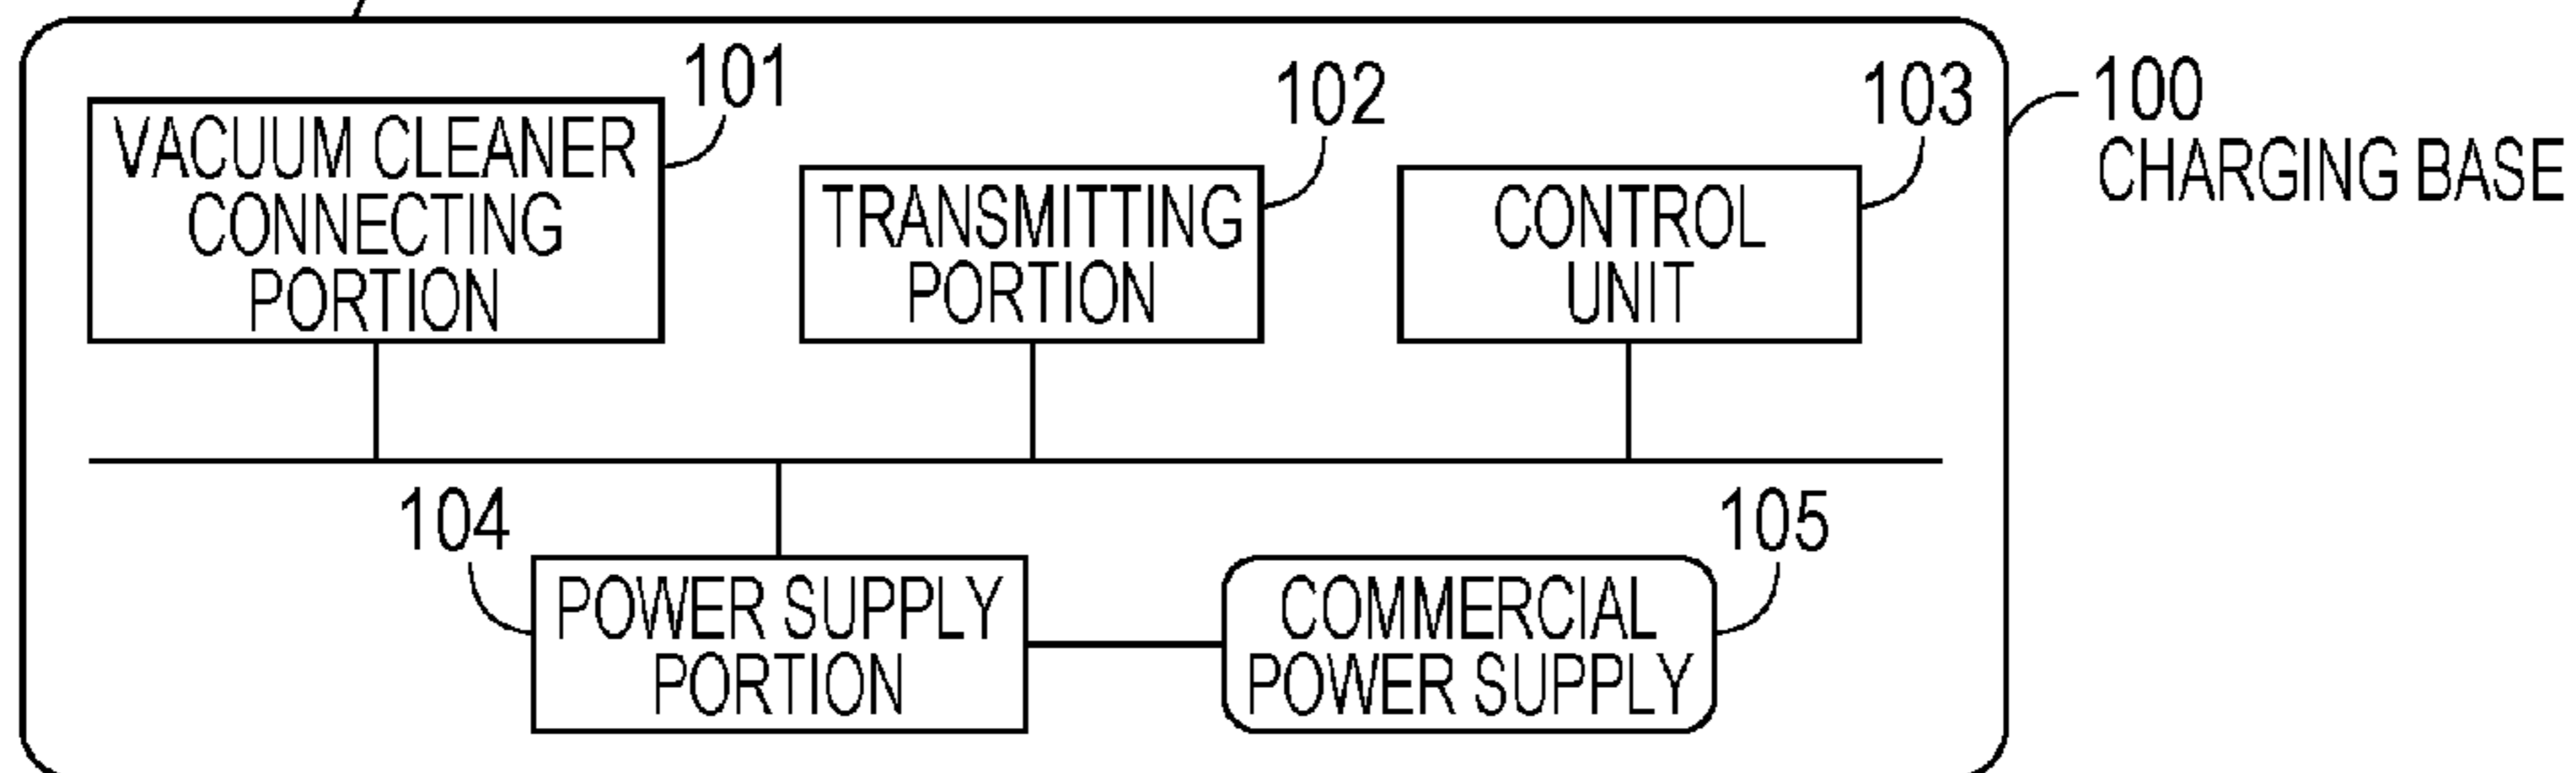 101
VACUUM CLEANER
CONNECTING
PORTION
102
TRANSMITTING
PORTION
103
CONTROL
UNIT
100
CHARGING BASE
104
POWER SUPPLY
PORTION
105
COMMERCIAL
POWER SUPPLY